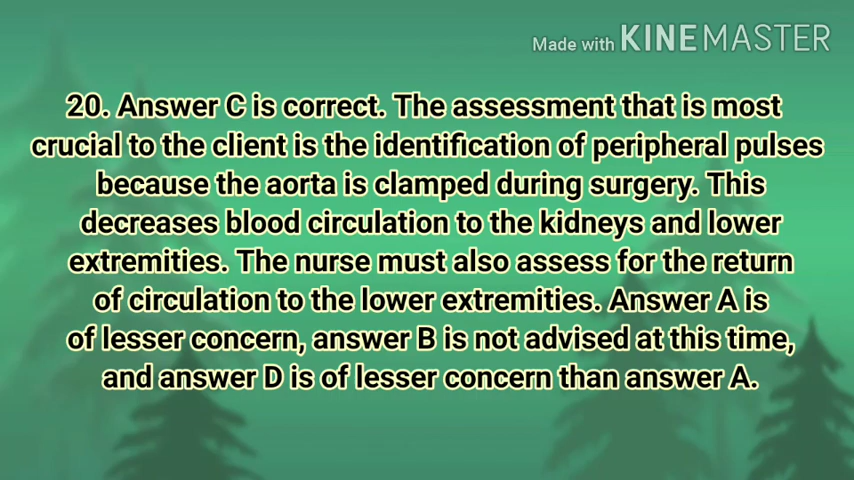 Made with KINEMASTER
20. Answer C is correct. The assessment that is most
crucial to the client is the identification of peripheral pulses
because the aorta is clamped during surgery. This
decreases blood circulation to the kidneys and lower
extremities. The nurse must also assess for the return
of circulation to the lower extremities. Answer A is
of lesser concern, answer B is not advised at this time,
and answer D is of lesser concern than answer A.